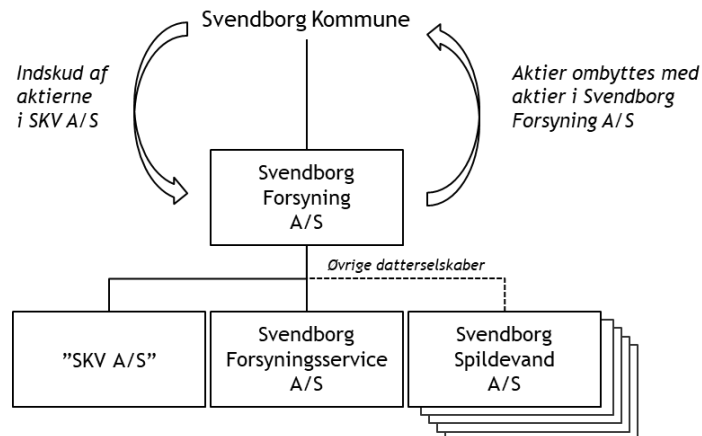 Svendborg Kommune
Indskud af
aktierne
i SKV A/S
Aktier ombyttes med
aktier i Svendborg
Forsyning A/S
Svendborg
Forsyning
A/S
Øvrige datterselskaber
”SKV A/S”
Svendborg
Forsyningsservice
A/S
Svendborg
Spildevand
A/S